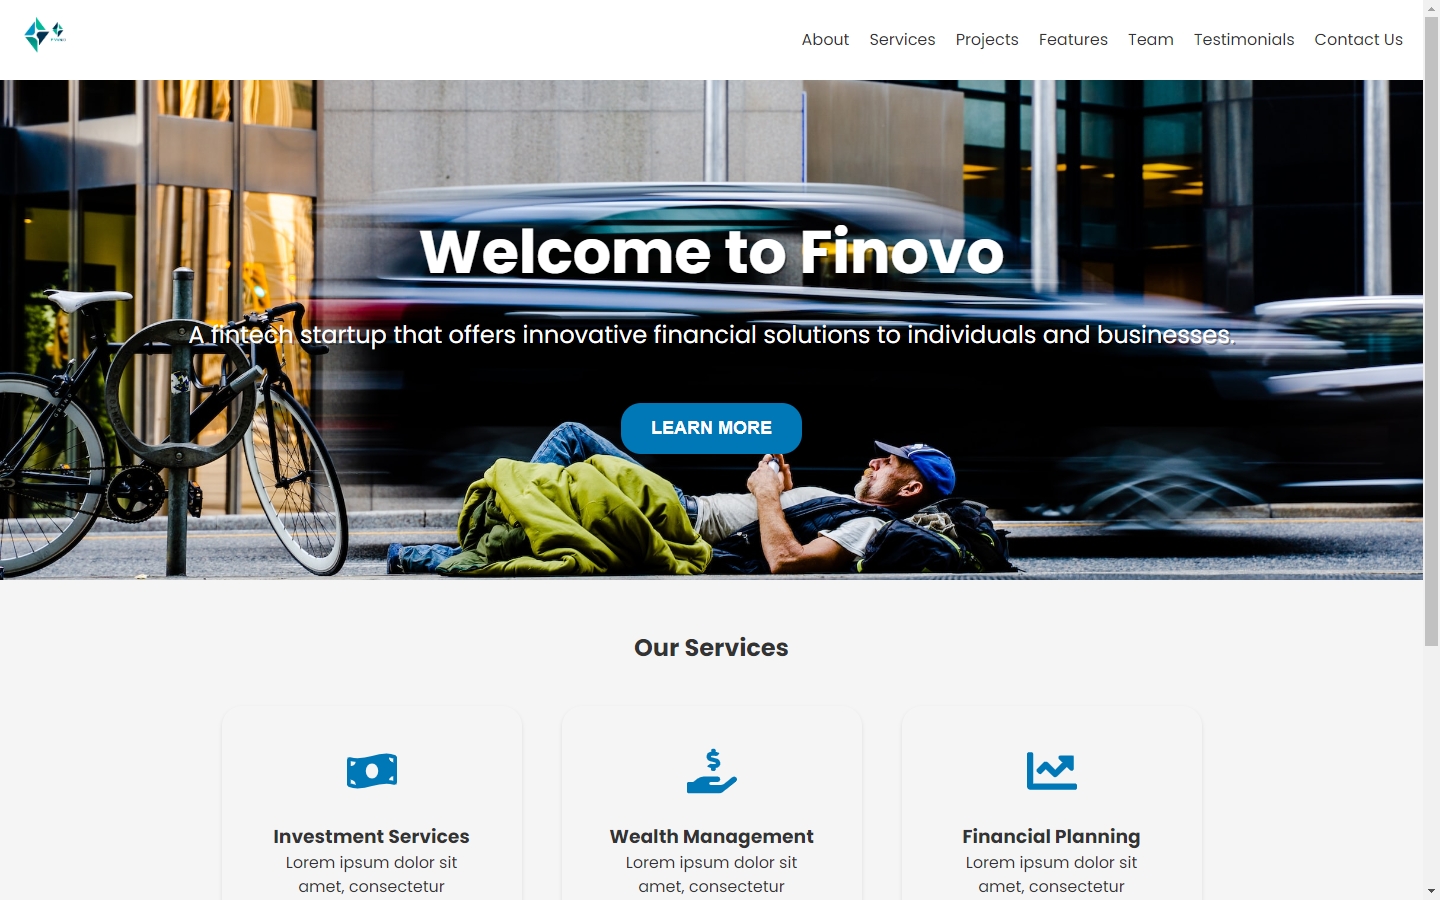 About Services Projects Features Team Testimonials Contact Us
Welcome to Finovo
A fintech startup that offers innovative financial solutions to individuals and businesses.
LEARN MORE
Our Services
Investment Services
Lorem ipsum dolor sit
amet, consectetur
Wealth Management
Lorem ipsum dolor sit
amet, consectetur
Financial Planning
Lorem ipsum dolor sit
amet, consectetur